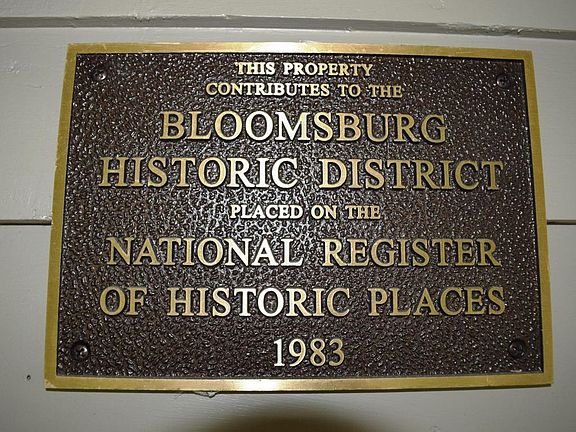 THIS PROPERTY
CONTRIBUTES TO THE
BLOOMSBURG
HISTORIC DISTRICT
PLACED ON THE
NATIONAL REGISTER
OF HISTORIC PLACES
1983